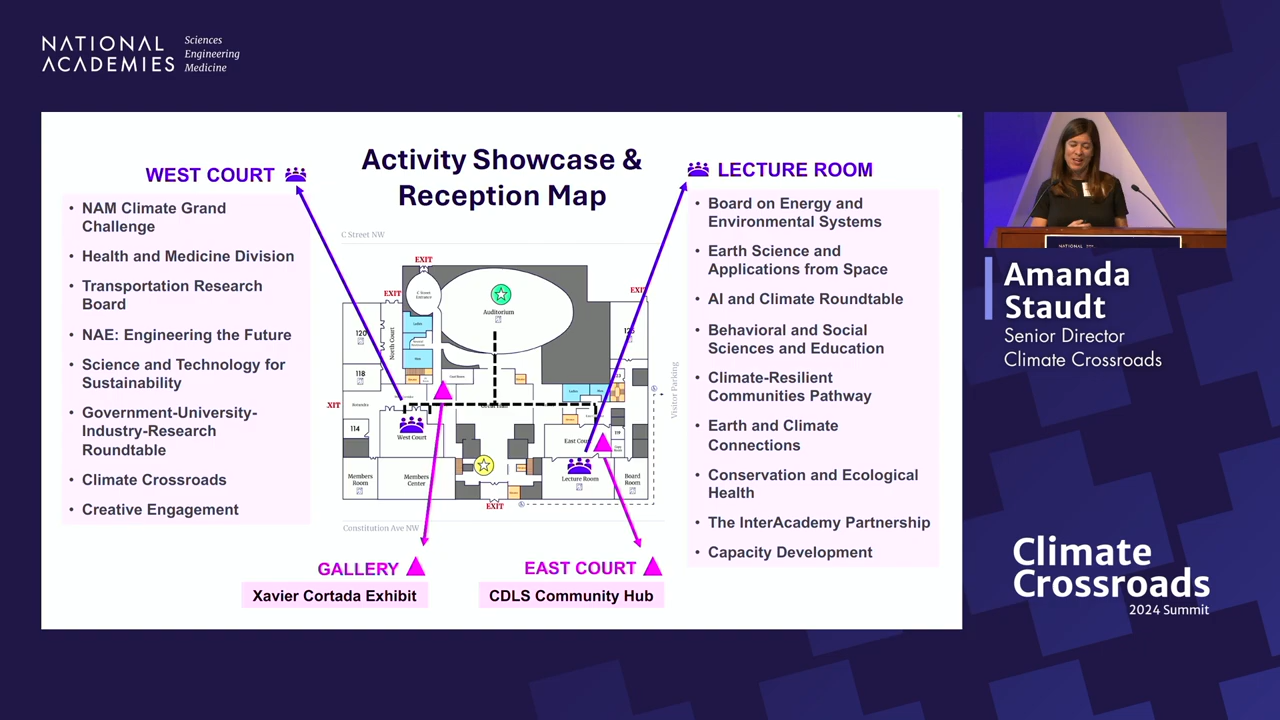 NATIONAL
ACADEMIES
Sciences
Engineering
Medicine
Activity Showcase &
Reception Map
WEST COURT
• NAM Climate Grand
Challenge
• Health and Medicine Division
• Transportation Research
Board
• NAE: Engineering the Future
• Science and Technology for
Sustainability
• Government-University-
Industry-Research
Roundtable
• Climate Crossroads
• Creative Engagement
C Street NW
EXIT
C Street
Entrance
EXIT
EXIT
Auditorium
120
North Court
118
XIT
114
West Court
East Court
Members
Room
Members
Center
Lecture Room
Board
Room
EXIT
Visitor Parking
Constitution Ave NW
GALLERY
Xavier Cortada Exhibit
EAST COURT
CDLS Community Hub
LECTURE ROOM
• Board on Energy and
Environmental Systems
• Earth Science and
Applications from Space
• AI and Climate Roundtable
• Behavioral and Social
Sciences and Education
• Climate-Resilient
Communities Pathway
• Earth and Climate
Connections
• Conservation and Ecological
Health
• The InterAcademy Partnership
• Capacity Development
NATIONAL
Amanda
Staudt
Senior Director
Climate Crossroads
Climate
Crossroads
2024 Summit